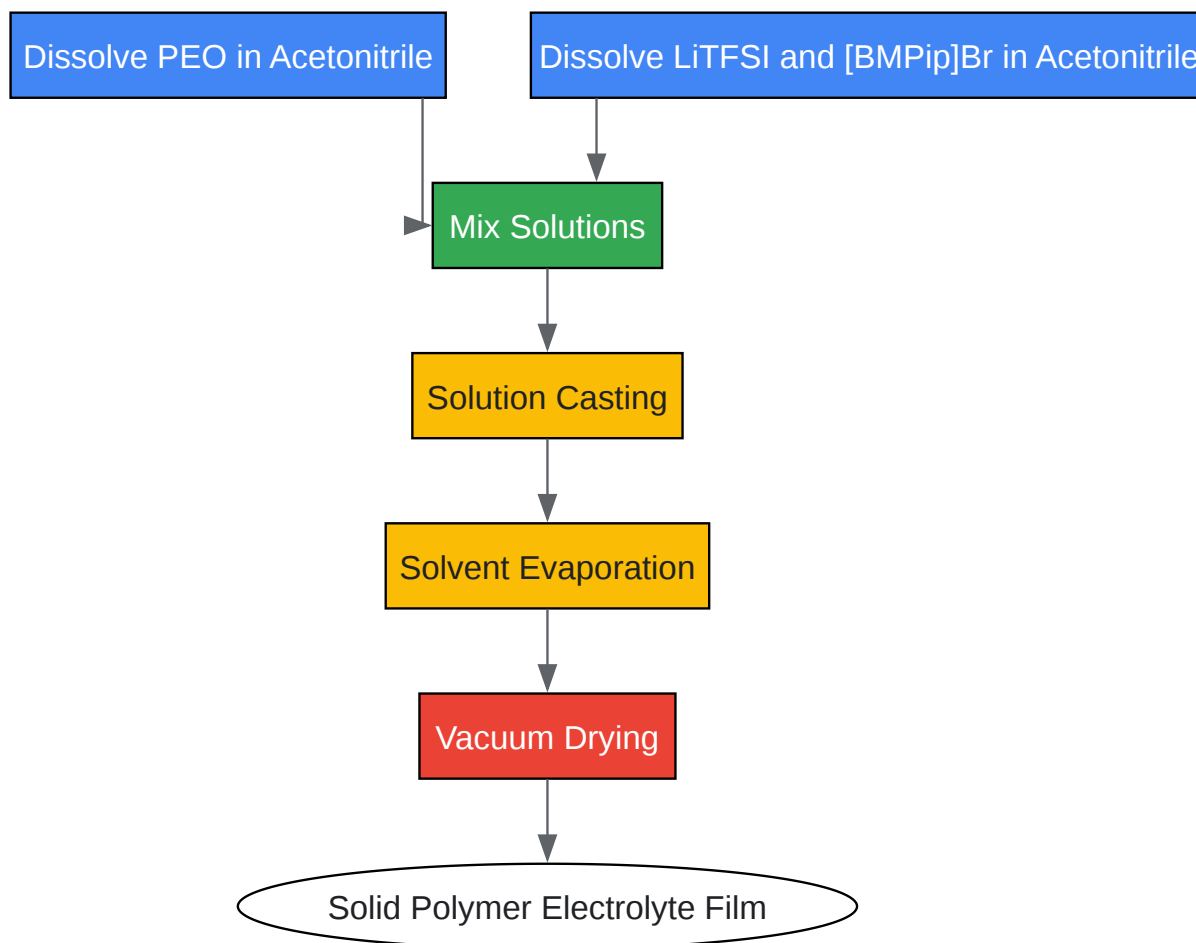 Dissolve PEO in Acetonitrile
Dissolve LiTFSI and [BMPip]Br in Acetonitrile
Mix Solutions
Solution Casting
Solvent Evaporation
Vacuum Drying
Solid Polymer Electrolyte Film